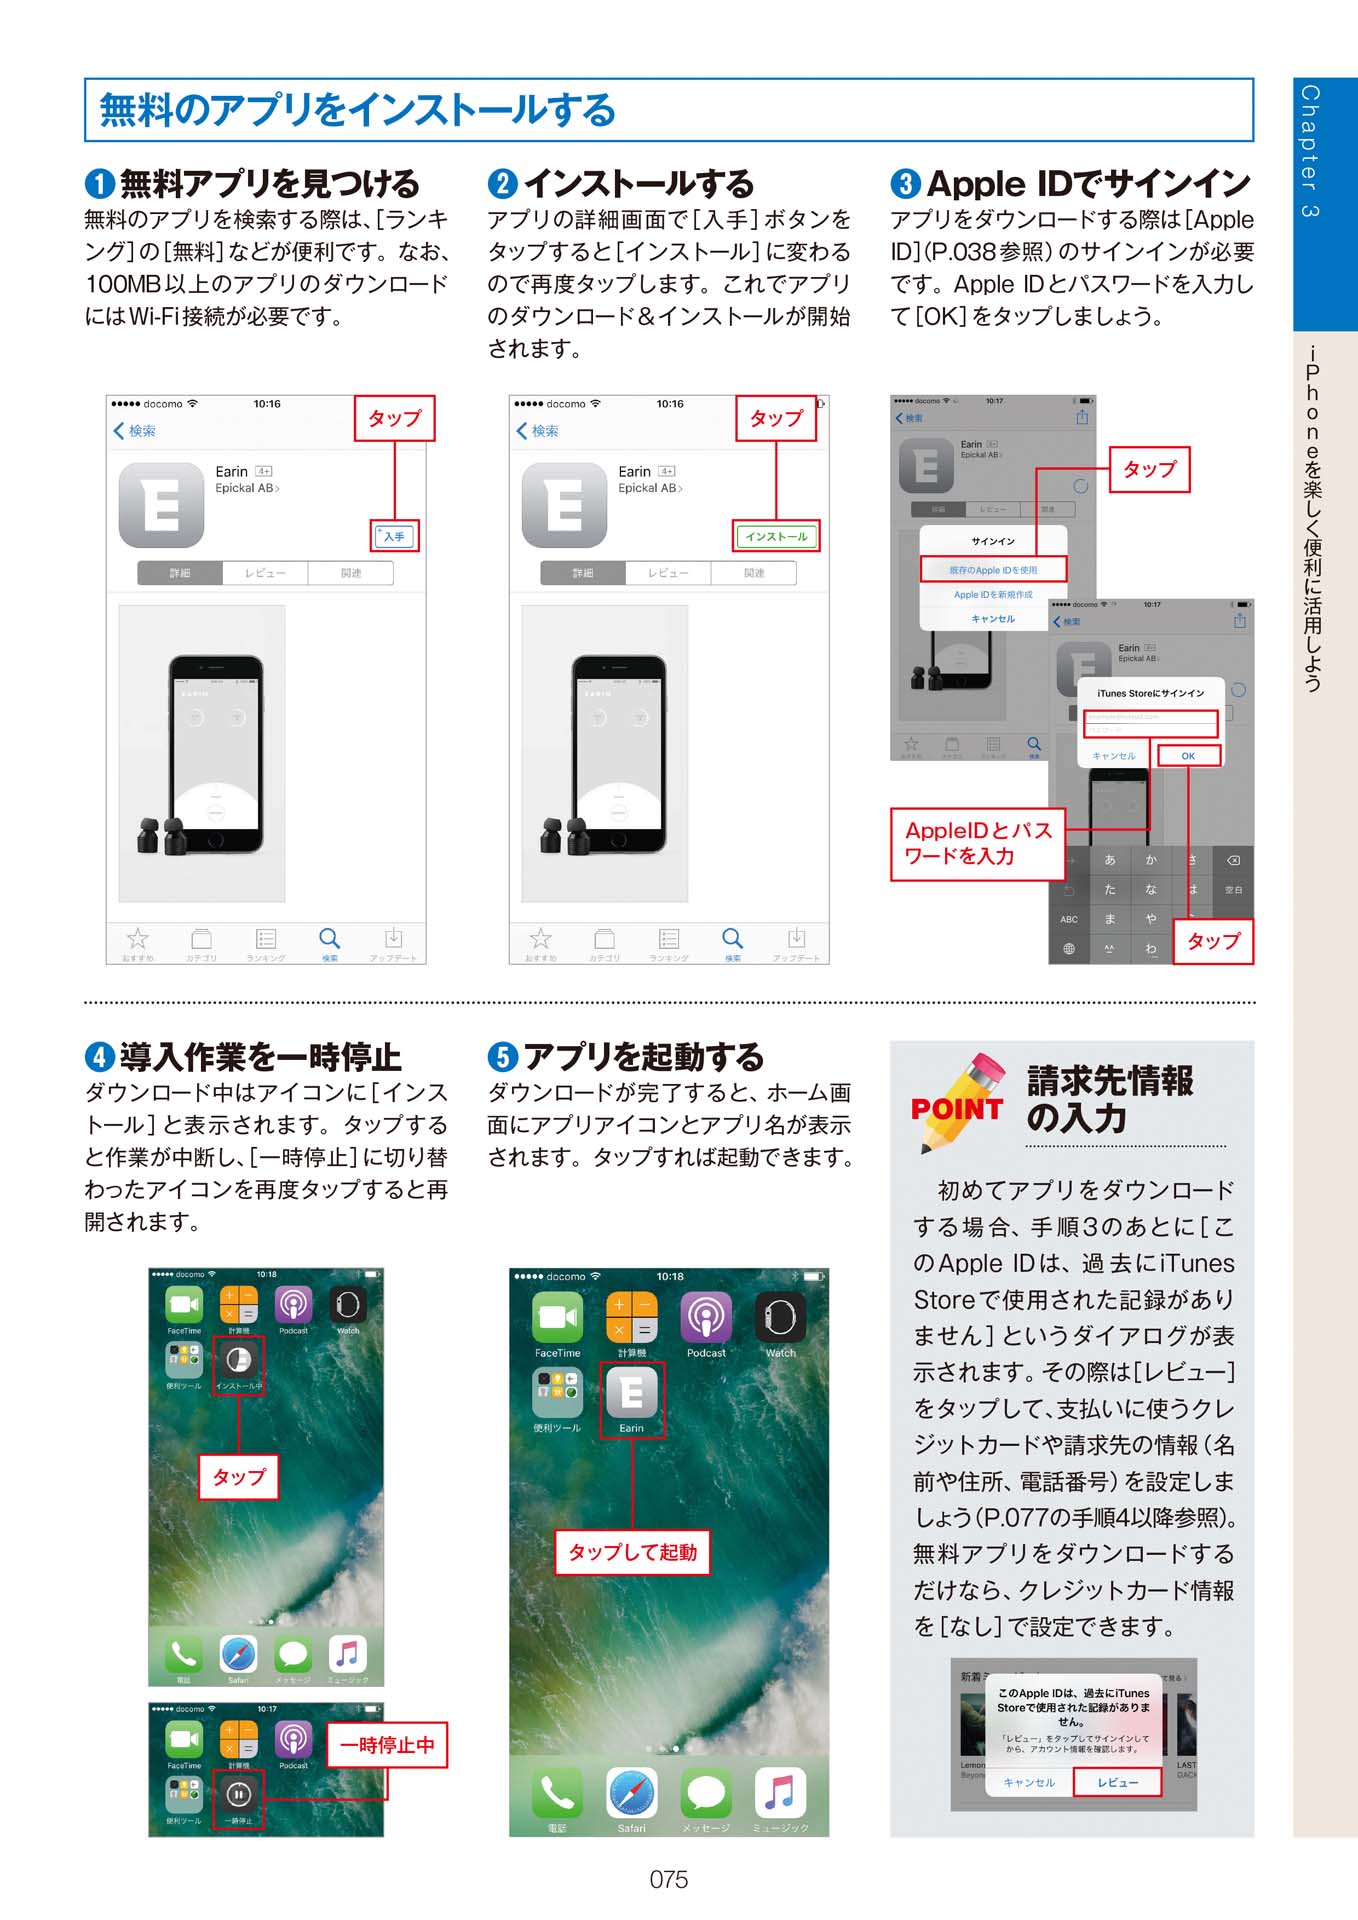 無料のアプリをインストールする
Chapter 3
iPhoneを楽しく便利に活用しよう
1 無料アプリを見つける
無料のアプリを検索する際は、[ランキ
ング]の[無料]などが便利です。なお、
100MB以上のアプリのダウンロード
にはWi-Fi接続が必要です。
docomo 10:16
タップ
検索
Earin 4+
Epickal AB>
+入手
詳細 レビュー 関連
EARIN
おすすめ カテゴリ ランキング 検索 アップデート
2 インストールする
アプリの詳細画面で[入手]ボタンを
タップすると[インストール]に変わる
ので再度タップします。これでアプリ
のダウンロード&インストールが開始
されます。
docomo 10:16
タップ
検索
Earin 4+
Epickal AB>
インストール
詳細 レビュー 関連
EARIN
おすすめ カテゴリ ランキング 検索 アップデート
3 Apple IDでサインイン
アプリをダウンロードする際は[Apple
ID](P.038参照)のサインインが必要
です。Apple IDとパスワードを入力し
て[OK]をタップしましょう。
docomo 10:17
検索
Earin 4+
Epickal AB>
タップ
詳細 レビュー 関連
サインイン
既存のApple IDを使用
Apple IDを新規作成
キャンセル
おすすめ カテゴリ ランキング 検索
docomo 10:17
検索
Earin 4+
Epickal AB>
iTunes Storeにサインイン
キャンセル OK
AppleIDとパス
ワードを入力
あ か さ
た な は 空白
ABC ま や
^^ わ
タップ
4 導入作業を一時停止
ダウンロード中はアイコンに[インス
トール]と表示されます。タップする
と作業が中断し、[一時停止]に切り替
わったアイコンを再度タップすると再
開されます。
docomo 10:18
FaceTime 計算機 Podcast Watch
便利ツール インストール中
タップ
電話 Safari メッセージ ミュージック
docomo 10:17
FaceTime 計算機 Podcast
一時停止中
便利ツール 一時停止
5 アプリを起動する
ダウンロードが完了すると、ホーム画
面にアプリアイコンとアプリ名が表示
されます。タップすれば起動できます。
docomo 10:18
FaceTime 計算機 Podcast Watch
便利ツール Earin
タップして起動
電話 Safari メッセージ ミュージック
POINT
請求先情報
の入力
初めてアプリをダウンロード
する場合、手順3のあとに[こ
のApple IDは、過去にiTunes
Storeで使用された記録があり
ません]というダイアログが表
示されます。その際は[レビュー]
をタップして、支払いに使うクレ
ジットカードや請求先の情報(名
前や住所、電話番号)を設定しま
しょう(P.077の手順4以降参照)。
無料アプリをダウンロードする
だけなら、クレジットカード情報
を[なし]で設定できます。
このApple IDは、過去にiTunes
Storeで使用された記録がありま
せん。
「レビュー」をタップしてサインインして
から、アカウント情報を確認します。
キャンセル レビュー
075